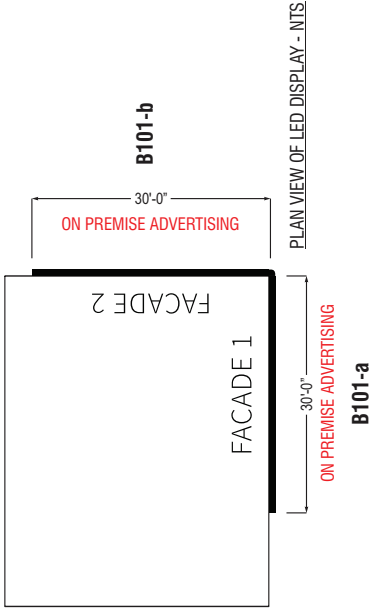 B101-b
30'-0"
ON PREMISE ADVERTISING
FACADE 2
FACADE 1
30'-0"
ON PREMISE ADVERTISING
B101-a
PLAN VIEW OF LED DISPLAY - NTS